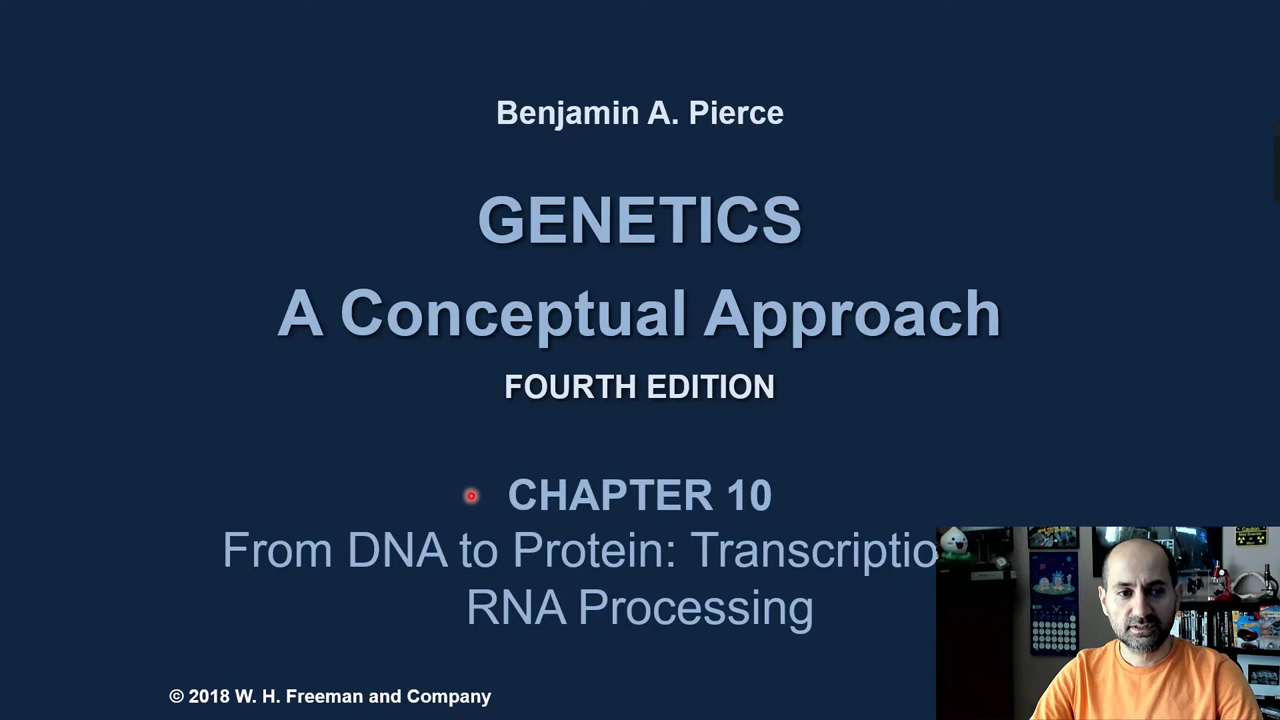 Benjamin A. Pierce
GENETICS
A Conceptual Approach
FOURTH EDITION
CHAPTER 10
From DNA to Protein: Transcriptio
RNA Processing
© 2018 W. H. Freeman and Company